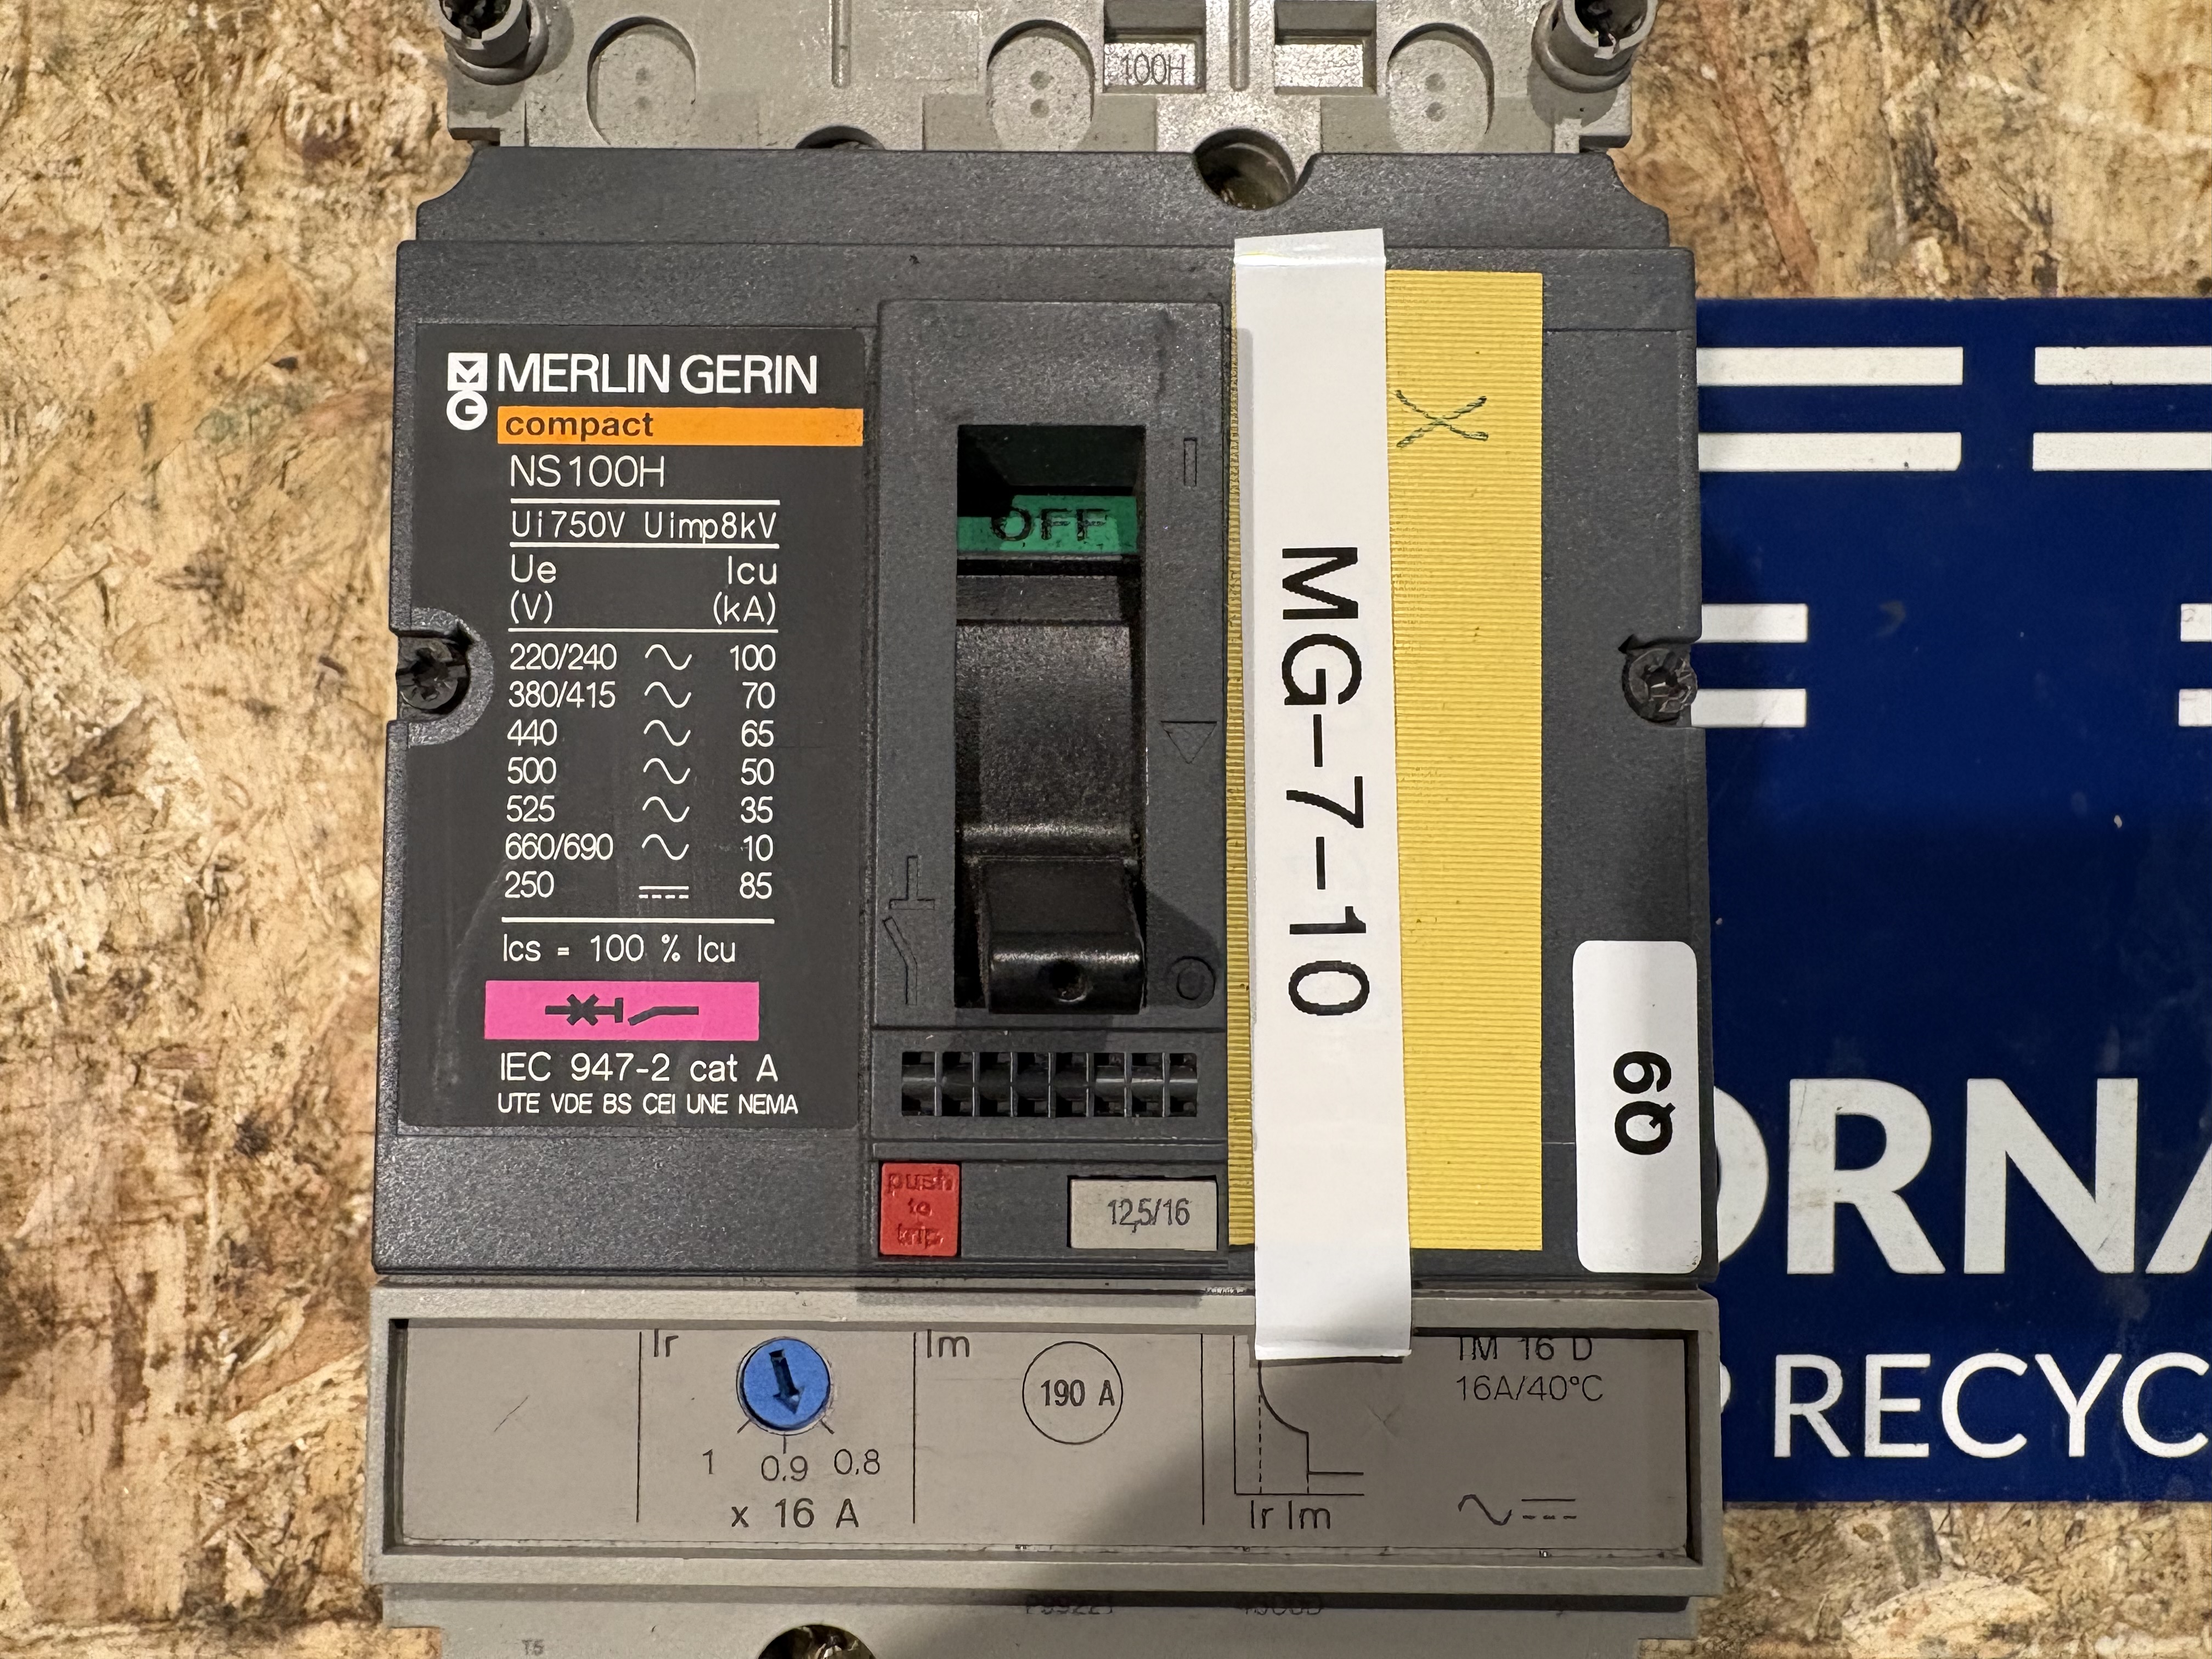 100H
MERLIN GERIN
compact
NS100H
Ui750V Uimp8kV
Ue Icu
(V) (kA)
220/240 ∿ 100
380/415 ∿ 70
440 ∿ 65
500 ∿ 50
525 ∿ 35
660/690 ∿ 10
250 ⎓ 85
Ics = 100 % Icu
IEC 947-2 cat A
UTE VDE BS CEI UNE NEMA
OFF
MG-7-10
6Q
push
to
trip
12,5/16
Ir
1 0.9 0.8
x 16 A
Im
190 A
Ir Im
TM 16 D
16A/40°C
T5
ORNA
RECYC